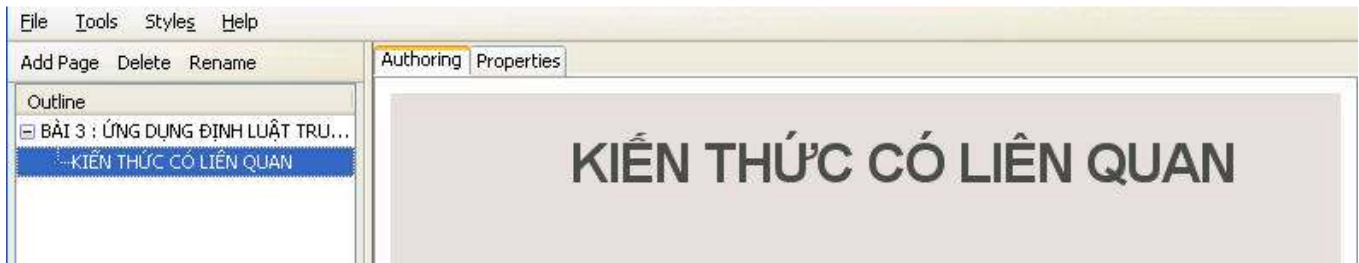 File Tools Styles Help
Add Page Delete Rename
Authoring Properties
Outline
BÀI 3 : ỨNG DỤNG ĐỊNH LUẬT TRU...
KIẾN THỨC CÓ LIÊN QUAN
KIẾN THỨC CÓ LIÊN QUAN